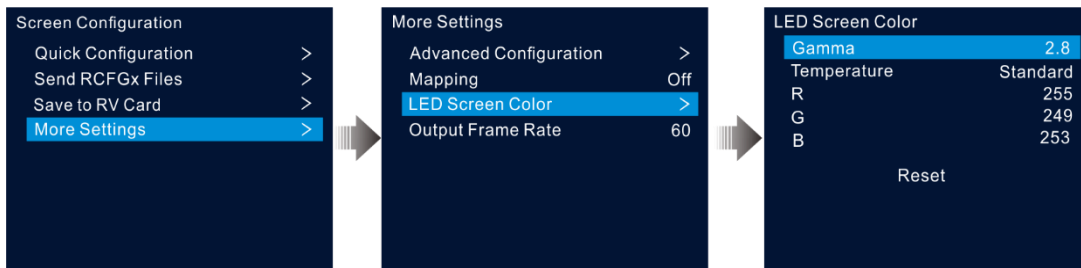 Screen Configuration
Quick Configuration >
Send RCFGx Files >
Save to RV Card >
More Settings >
More Settings
Advanced Configuration >
Mapping Off
LED Screen Color >
Output Frame Rate 60
LED Screen Color
Gamma 2.8
Temperature Standard
R 255
G 249
B 253
Reset